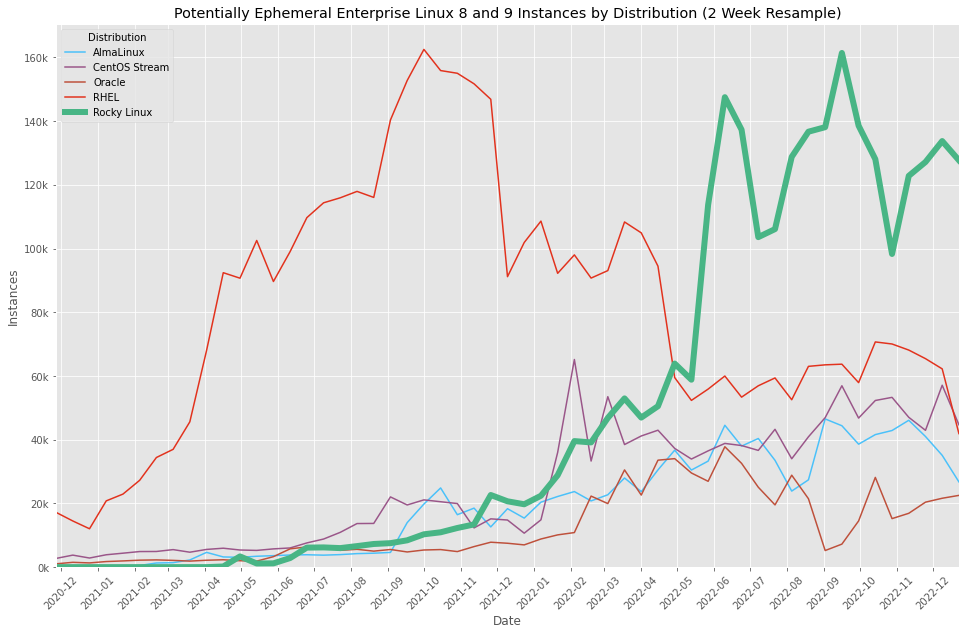 Potentially Ephemeral Enterprise Linux 8 and 9 Instances by Distribution (2 Week Resample)
Distribution
AlmaLinux
CentOS Stream
Oracle
RHEL
Rocky Linux
Instances
160k
140k
120k
100k
80k
60k
40k
20k
0k
2020-12
2021-01
2021-02
2021-03
2021-04
2021-05
2021-06
2021-07
2021-08
2021-09
2021-10
2021-11
2021-12
2022-01
2022-02
2022-03
2022-04
2022-05
2022-06
2022-07
2022-08
2022-09
2022-10
2022-11
2022-12
Date